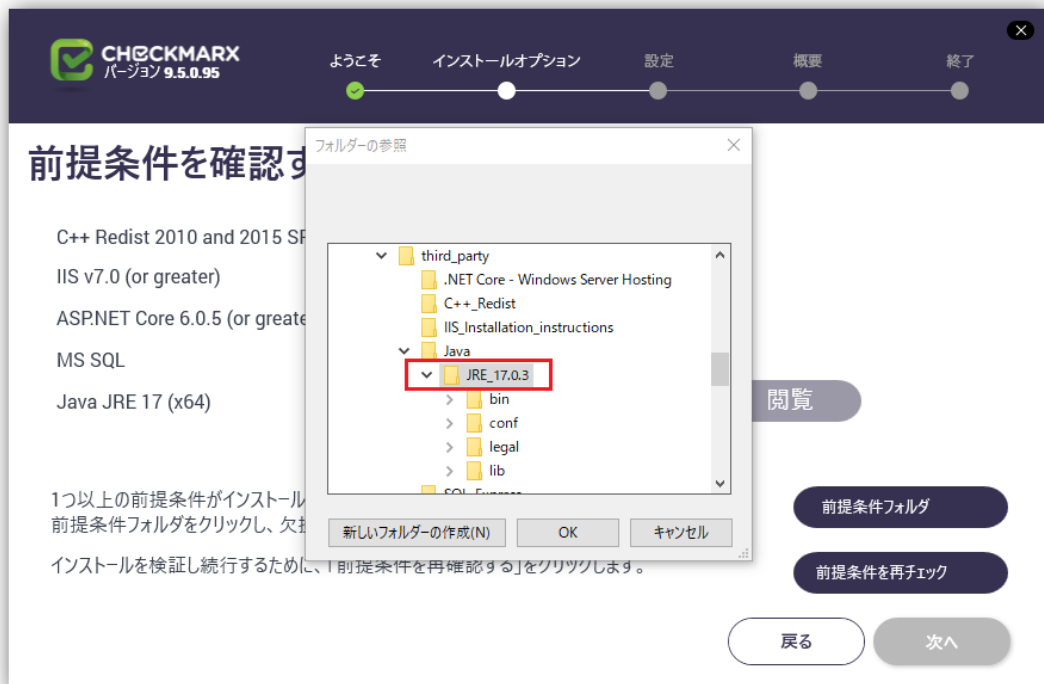 CHECKMARX
バージョン 9.5.0.95
ようこそ
インストールオプション
設定
概要
終了
前提条件を確認す
フォルダーの参照
C++ Redist 2010 and 2015 SP
IIS v7.0 (or greater)
ASP.NET Core 6.0.5 (or greate
MS SQL
Java JRE 17 (x64)
third_party
.NET Core - Windows Server Hosting
C++_Redist
IIS_Installation_instructions
Java
JRE_17.0.3
bin
conf
legal
lib
SQL_Express
閲覧
1つ以上の前提条件がインストール
前提条件フォルダをクリックし、欠
インストールを検証し続行するために、「前提条件を再確認する」をクリックします。
新しいフォルダーの作成(N)
OK
キャンセル
前提条件フォルダ
前提条件を再チェック
戻る
次へ